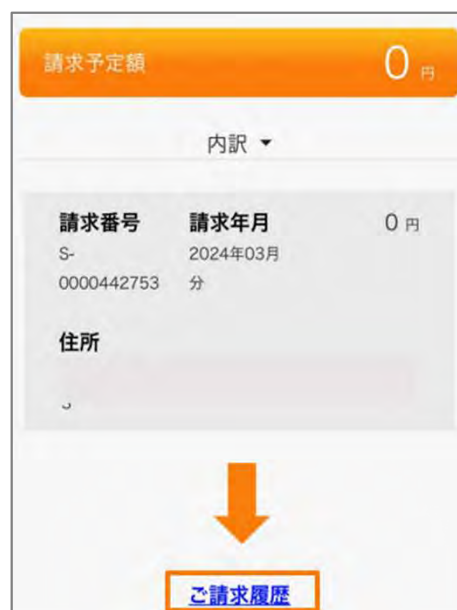 請求予定額 0 円
内訳 ▼
請求番号 請求年月 0 円
S- 2024年03月
0000442753 分
住所
ご請求履歴